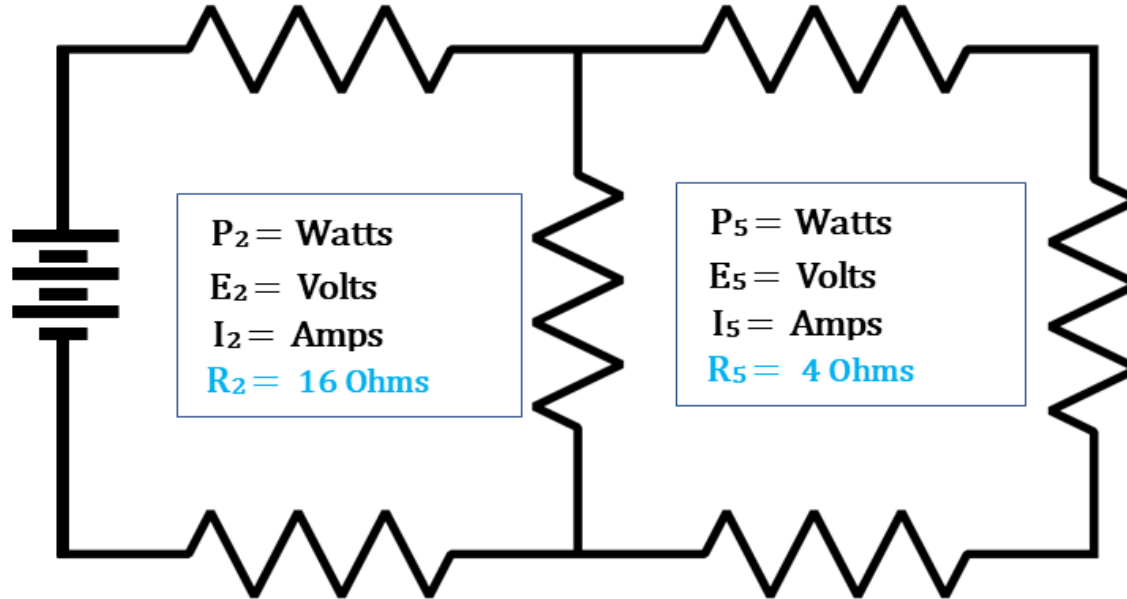 P₂ = Watts
E₂ = Volts
I₂ = Amps
R₂ = 16 Ohms
P₅ = Watts
E₅ = Volts
I₅ = Amps
R₅ = 4 Ohms